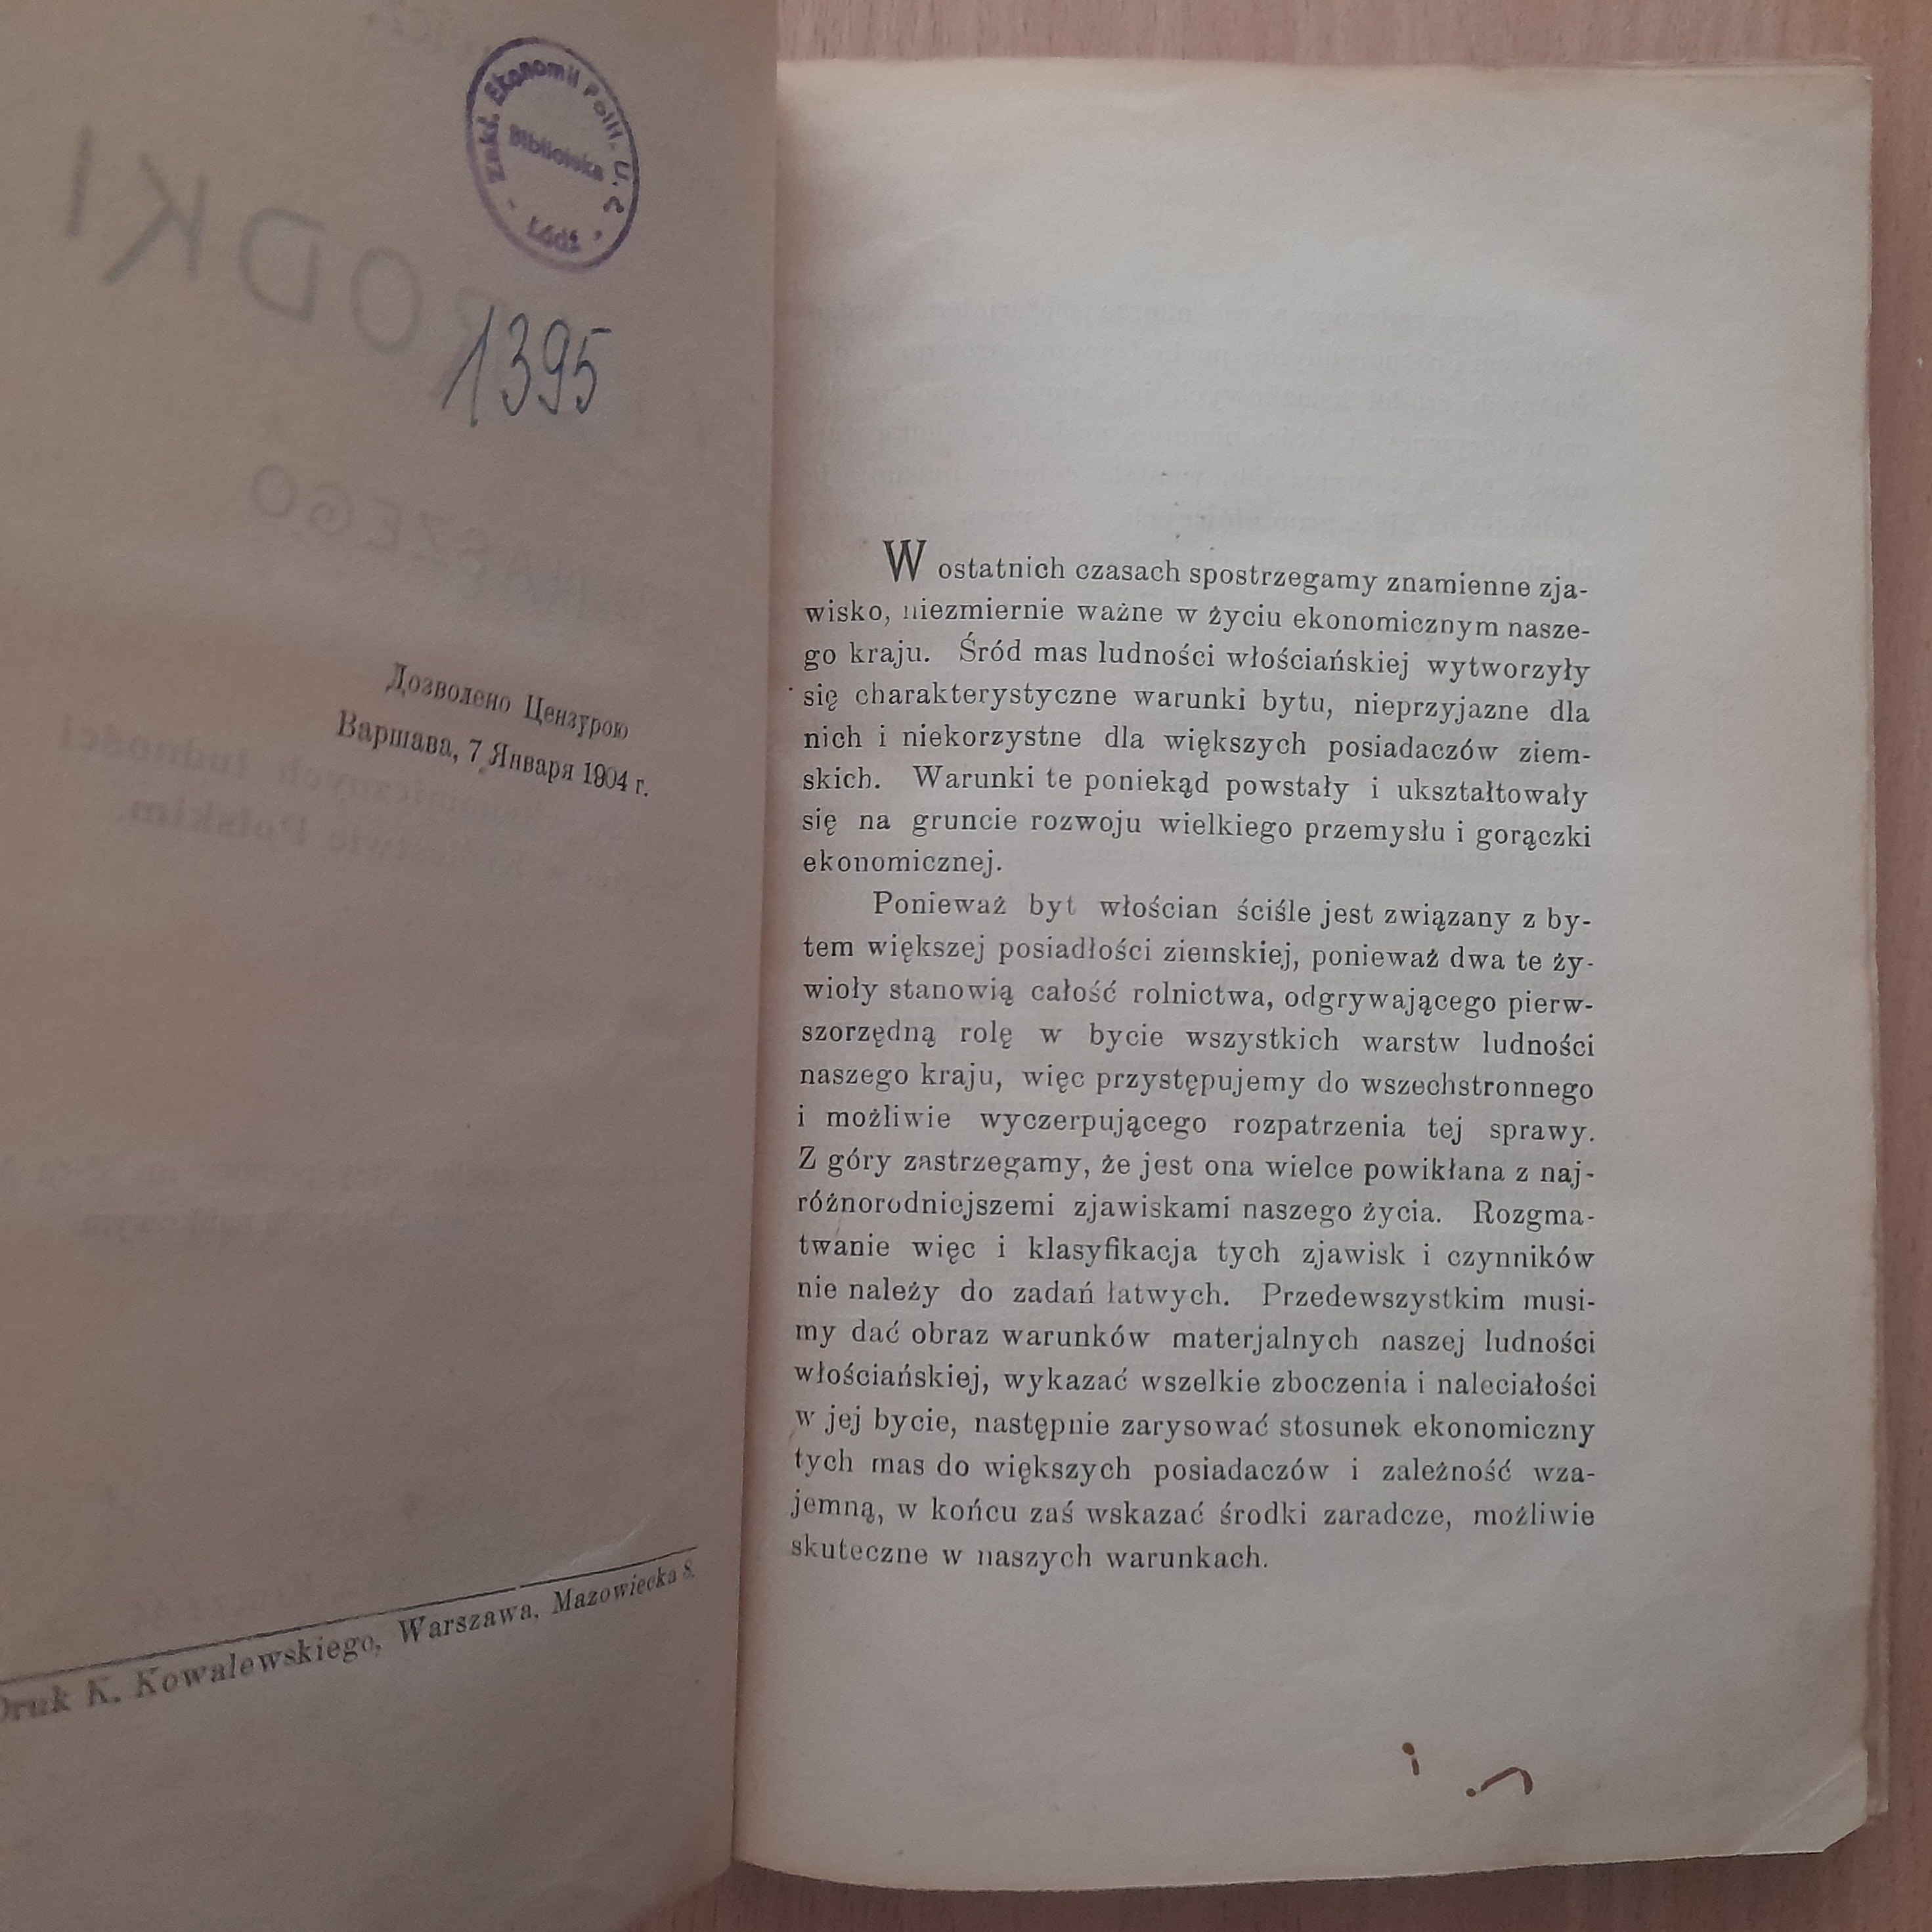 Zakł. Ekonomii Polit. U. Ł.
Biblioteka
Łódź
1395
Дозволено Цензурою
Варшава, 7 Января 1904 г.
Druk K. Kowalewskiego, Warszawa, Mazowiecka 8.
W ostatnich czasach spostrzegamy znamienne zja-
wisko, niezmiernie ważne w życiu ekonomicznym nasze-
go kraju. Śród mas ludności włościańskiej wytworzyły
się charakterystyczne warunki bytu, nieprzyjazne dla
nich i niekorzystne dla większych posiadaczów ziem-
skich. Warunki te poniekąd powstały i ukształtowały
się na gruncie rozwoju wielkiego przemysłu i gorączki
ekonomicznej.
Ponieważ byt włościan ściśle jest związany z by-
tem większej posiadłości ziemskiej, ponieważ dwa te ży-
wioły stanowią całość rolnictwa, odgrywającego pierw-
szorzędną rolę w bycie wszystkich warstw ludności
naszego kraju, więc przystępujemy do wszechstronnego
i możliwie wyczerpującego rozpatrzenia tej sprawy.
Z góry zastrzegamy, że jest ona wielce powikłana z naj-
różnorodniejszemi zjawiskami naszego życia. Rozgma-
twanie więc i klasyfikacja tych zjawisk i czynników
nie należy do zadań łatwych. Przedewszystkim musi-
my dać obraz warunków materjalnych naszej ludności
włościańskiej, wykazać wszelkie zboczenia i naleciałości
w jej bycie, następnie zarysować stosunek ekonomiczny
tych mas do większych posiadaczów i zależność wza-
jemną, w końcu zaś wskazać środki zaradcze, możliwie
skuteczne w naszych warunkach.